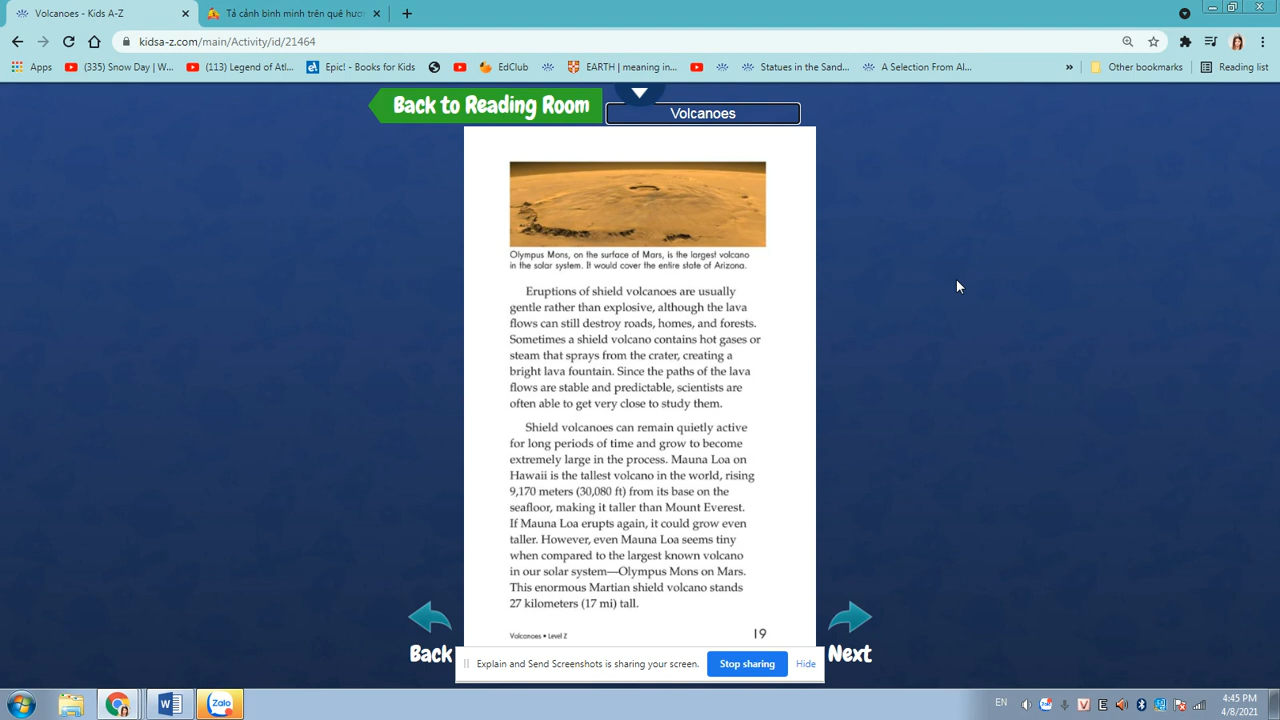 Volcanoes - Kids A-Z
Tả cảnh bình minh trên quê hươ
kidsa-z.com/main/Activity/id/21464
Apps
(335) Snow Day | W...
(113) Legend of Atl...
Epic! - Books for Kids
EdClub
EARTH | meaning in...
Statues in the Sand...
A Selection From Al...
»
Other bookmarks
Reading list
Back to Reading Room
Volcanoes
Olympus Mons, on the surface of Mars, is the largest volcano
in the solar system. It would cover the entire state of Arizona.
Eruptions of shield volcanoes are usually
gentle rather than explosive, although the lava
flows can still destroy roads, homes, and forests.
Sometimes a shield volcano contains hot gases or
steam that sprays from the crater, creating a
bright lava fountain. Since the paths of the lava
flows are stable and predictable, scientists are
often able to get very close to study them.
Shield volcanoes can remain quietly active
for long periods of time and grow to become
extremely large in the process. Mauna Loa on
Hawaii is the tallest volcano in the world, rising
9,170 meters (30,080 ft) from its base on the
seafloor, making it taller than Mount Everest.
If Mauna Loa erupts again, it could grow even
taller. However, even Mauna Loa seems tiny
when compared to the largest known volcano
in our solar system—Olympus Mons on Mars.
This enormous Martian shield volcano stands
27 kilometers (17 mi) tall.
Volcanoes • Level Z
19
Back
Next
Explain and Send Screenshots is sharing your screen.
Stop sharing
Hide
Zalo
EN
4:45 PM
4/8/2021